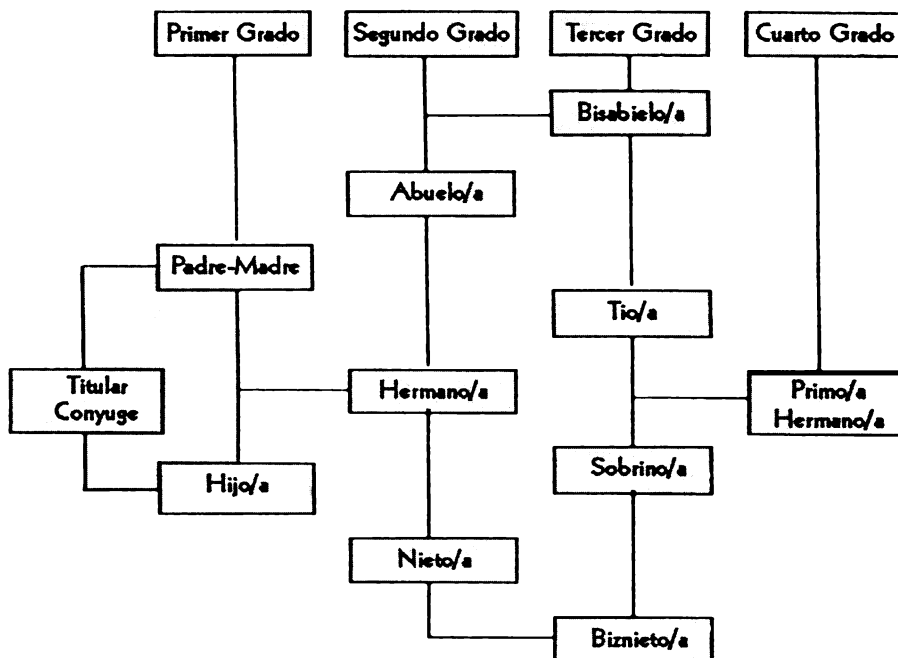 Primer Grado
Segundo Grado
Tercer Grado
Cuarto Grado
Bisabielo/a
Abuelo/a
Padre-Madre
Tio/a
Titular
Conyuge
Hermano/a
Primo/a
Hermano/a
Hijo/a
Sobrino/a
Nieto/a
Biznieto/a